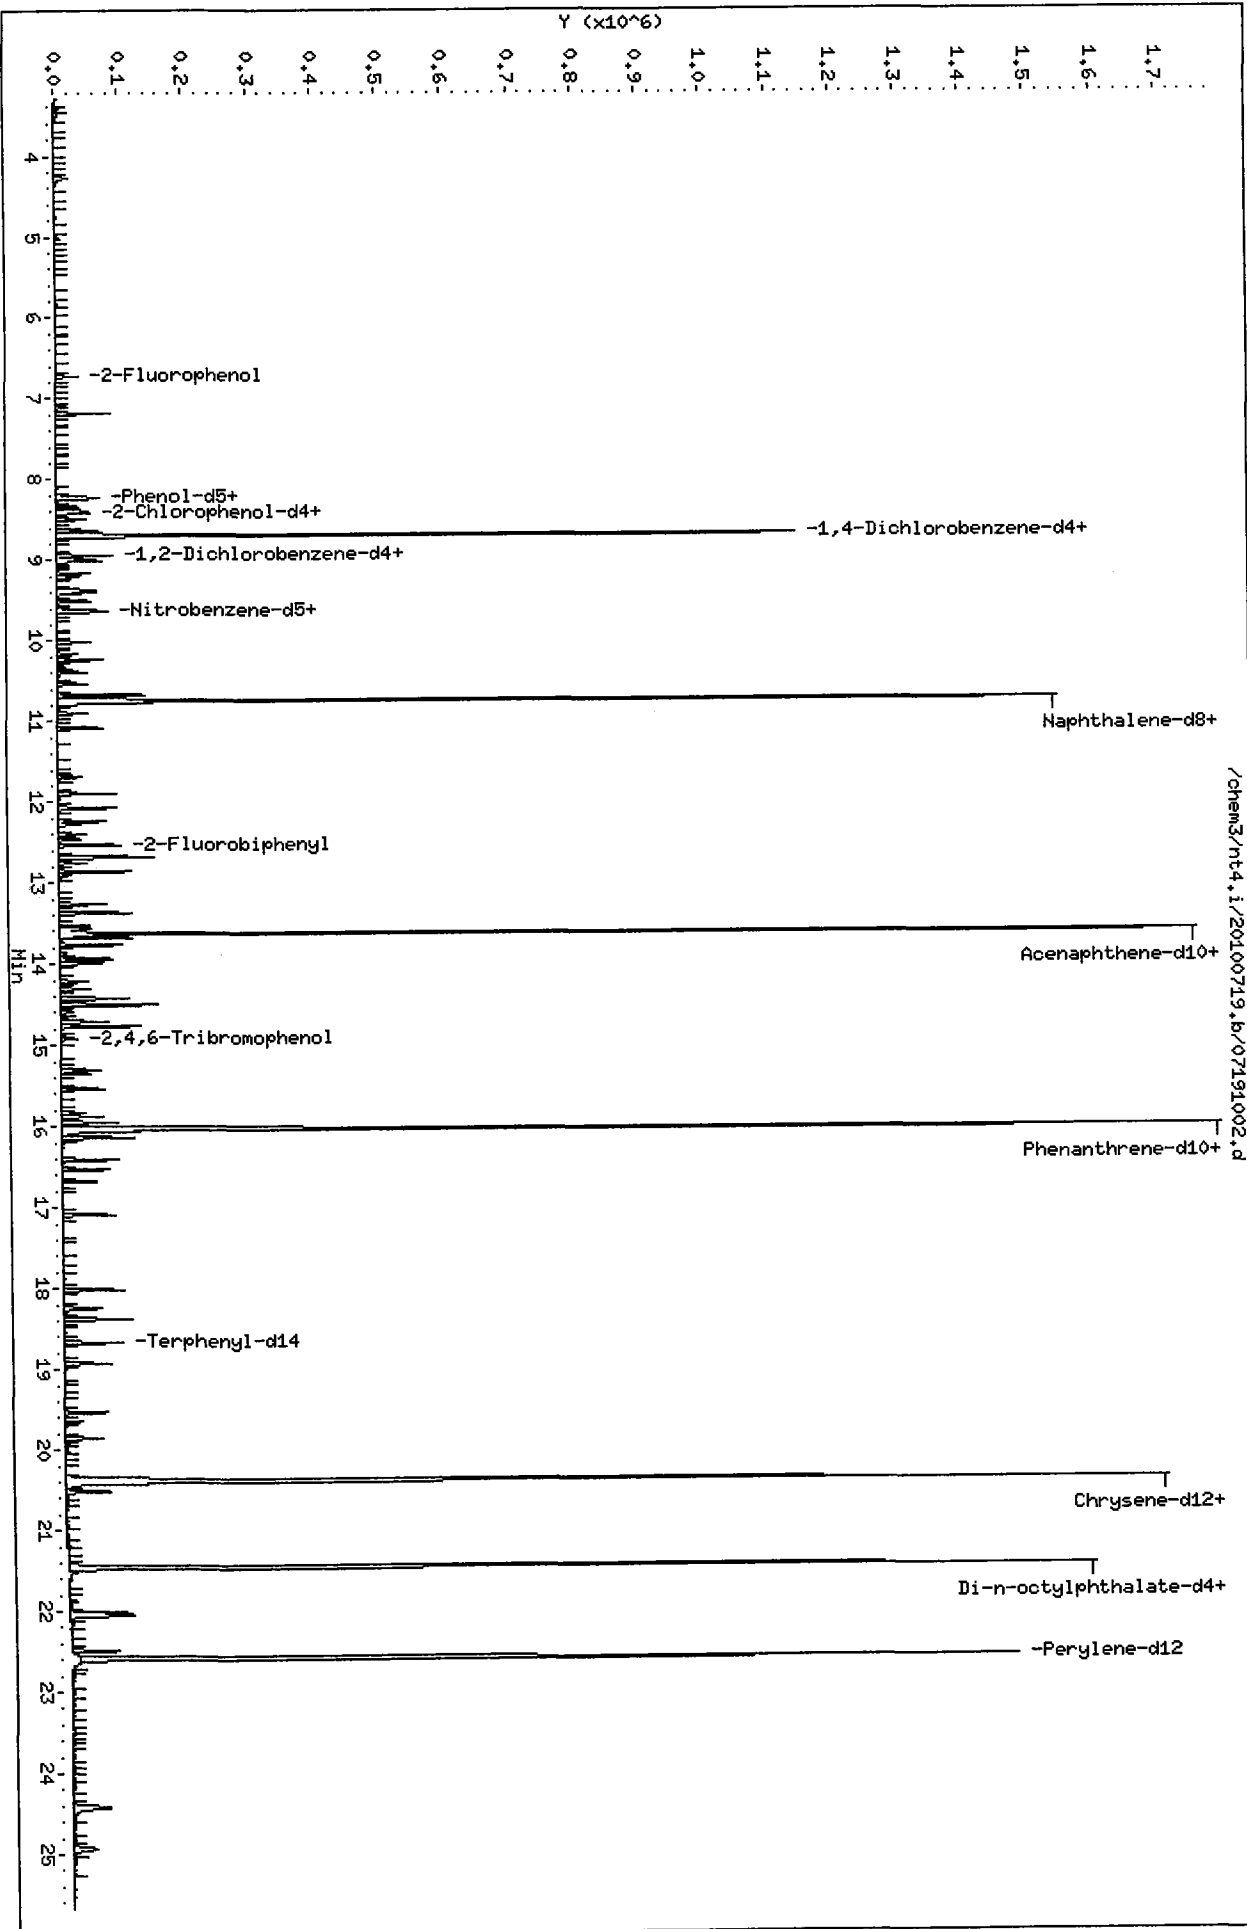 /chem3/nt4.i/20100719.b/07191002.d
Y (x10^6)
0.0
0.1
0.2
0.3
0.4
0.5
0.6
0.7
0.8
0.9
1.0
1.1
1.2
1.3
1.4
1.5
1.6
1.7
-2-Fluorophenol
-Phenol-d5+
-2-Chlorophenol-d4+
-1,4-Dichlorobenzene-d4+
-1,2-Dichlorobenzene-d4+
-Nitrobenzene-d5+
Naphthalene-d8+
-2-Fluorobiphenyl
Acenaphthene-d10+
-2,4,6-Tribromophenol
Phenanthrene-d10+
-Terphenyl-d14
Chrysene-d12+
Di-n-octylphthalate-d4+
-Perylene-d12
4
5
6
7
8
9
10
11
12
13
14
15
16
17
18
19
20
21
22
23
24
25
Min